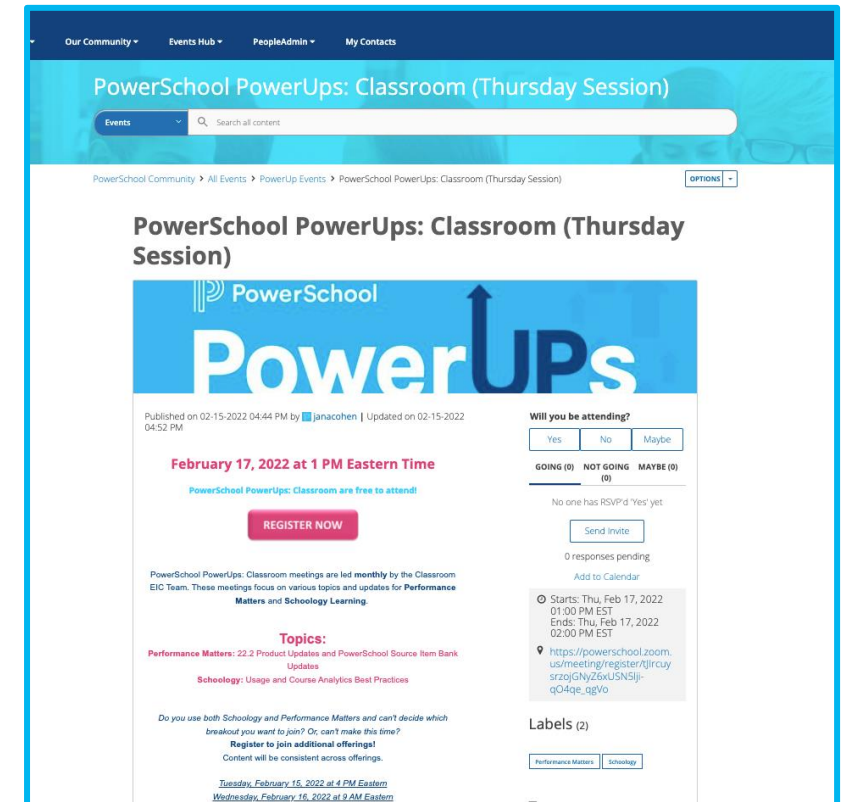 Our Community
Events Hub
PeopleAdmin
My Contacts
PowerSchool PowerUps: Classroom (Thursday Session)
Events
Search all content
PowerSchool Community > All Events > PowerUp Events > PowerSchool PowerUps: Classroom (Thursday Session)
OPTIONS
PowerSchool PowerUps: Classroom (Thursday
Session)
PowerSchool
PowerUPs
Published on 02-15-2022 04:44 PM by janacohen | Updated on 02-15-2022
04:52 PM
February 17, 2022 at 1 PM Eastern Time
PowerSchool PowerUps: Classroom are free to attend!
REGISTER NOW
PowerSchool PowerUps: Classroom meetings are led monthly by the Classroom
EIC Team. These meetings focus on various topics and updates for Performance
Matters and Schoology Learning.
Topics:
Performance Matters: 22.2 Product Updates and PowerSchool Source Item Bank
Updates
Schoology: Usage and Course Analytics Best Practices
Do you use both Schoology and Performance Matters and can't decide which
breakout you want to join? Or, can't make this time?
Register to join additional offerings!
Content will be consistent across offerings.
Tuesday, February 15, 2022 at 4 PM Eastern
Wednesday, February 16, 2022 at 9 AM Eastern
Will you be attending?
Yes
No
Maybe
GOING (0)
NOT GOING
(0)
MAYBE (0)
No one has RSVP'd 'Yes' yet
Send Invite
0 responses pending
Add to Calendar
Starts: Thu, Feb 17, 2022
01:00 PM EST
Ends: Thu, Feb 17, 2022
02:00 PM EST
https://powerschool.zoom.
us/meeting/register/
Labels (2)
Performance Matters
Schoology